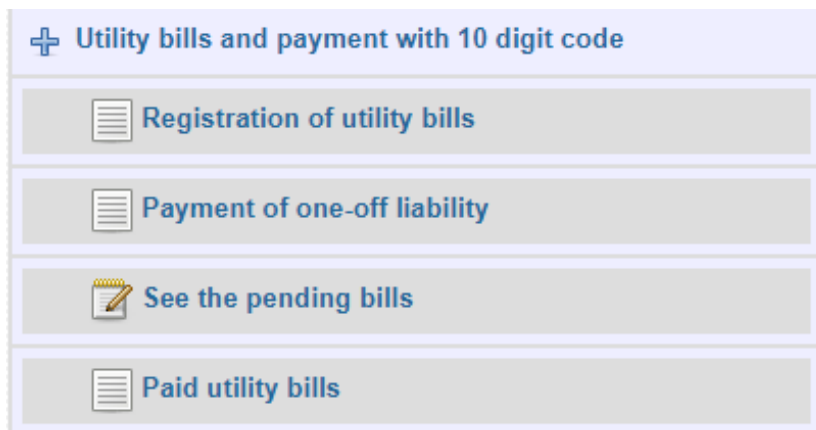 Utility bills and payment with 10 digit code
Registration of utility bills
Payment of one-off liability
See the pending bills
Paid utility bills